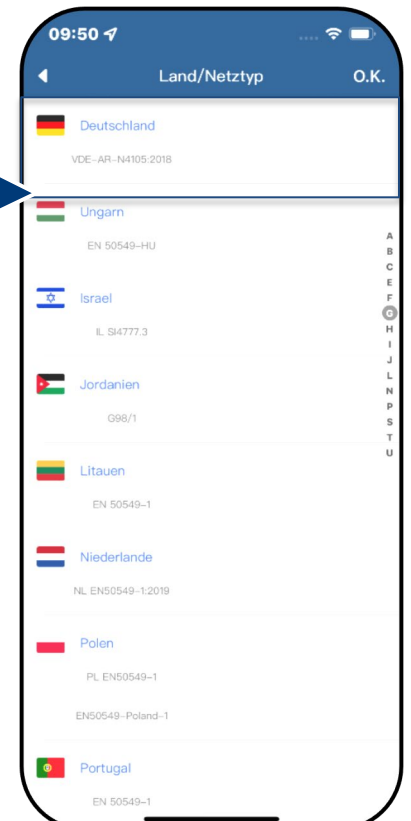 09:50
Land/Netztyp
O.K.
Deutschland
VDE-AR-N4105:2018
Ungarn
EN 50549-HU
Israel
IL SI4777.3
Jordanien
G98/1
Litauen
EN 50549-1
Niederlande
NL EN50549-1:2019
Polen
PL EN50549-1
EN50549-Poland-1
Portugal
EN 50549-1
A
B
C
E
F
G
H
I
J
L
N
P
S
T
U